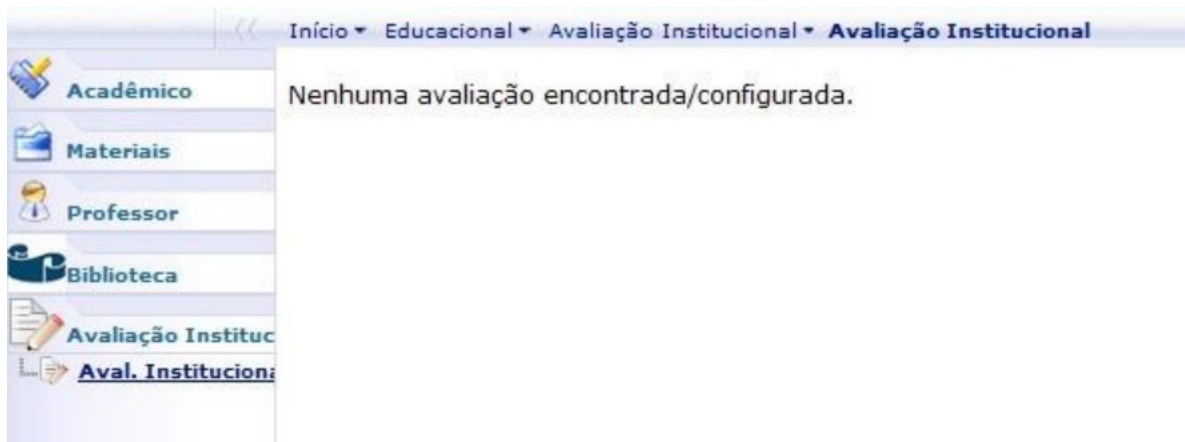 Início Educacional Avaliação Institucional Avaliação Institucional
Acadêmico
Nenhuma avaliação encontrada/configurada.
Materiais
Professor
Biblioteca
Avaliação Instituc
Aval. Instituciona